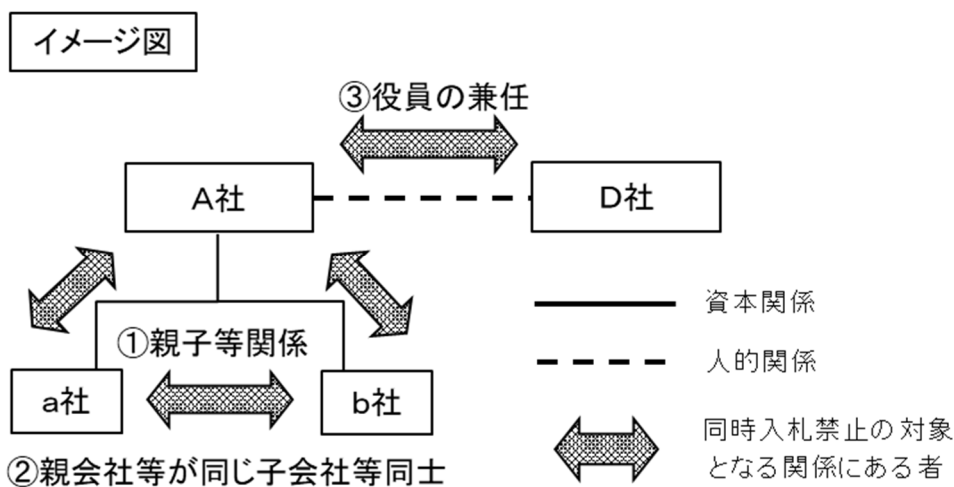 イメージ図
③役員の兼任
A社
D社
①親子等関係
a社
b社
②親会社等が同じ子会社等同士
資本関係
人的関係
同時入札禁止の対象
となる関係にある者